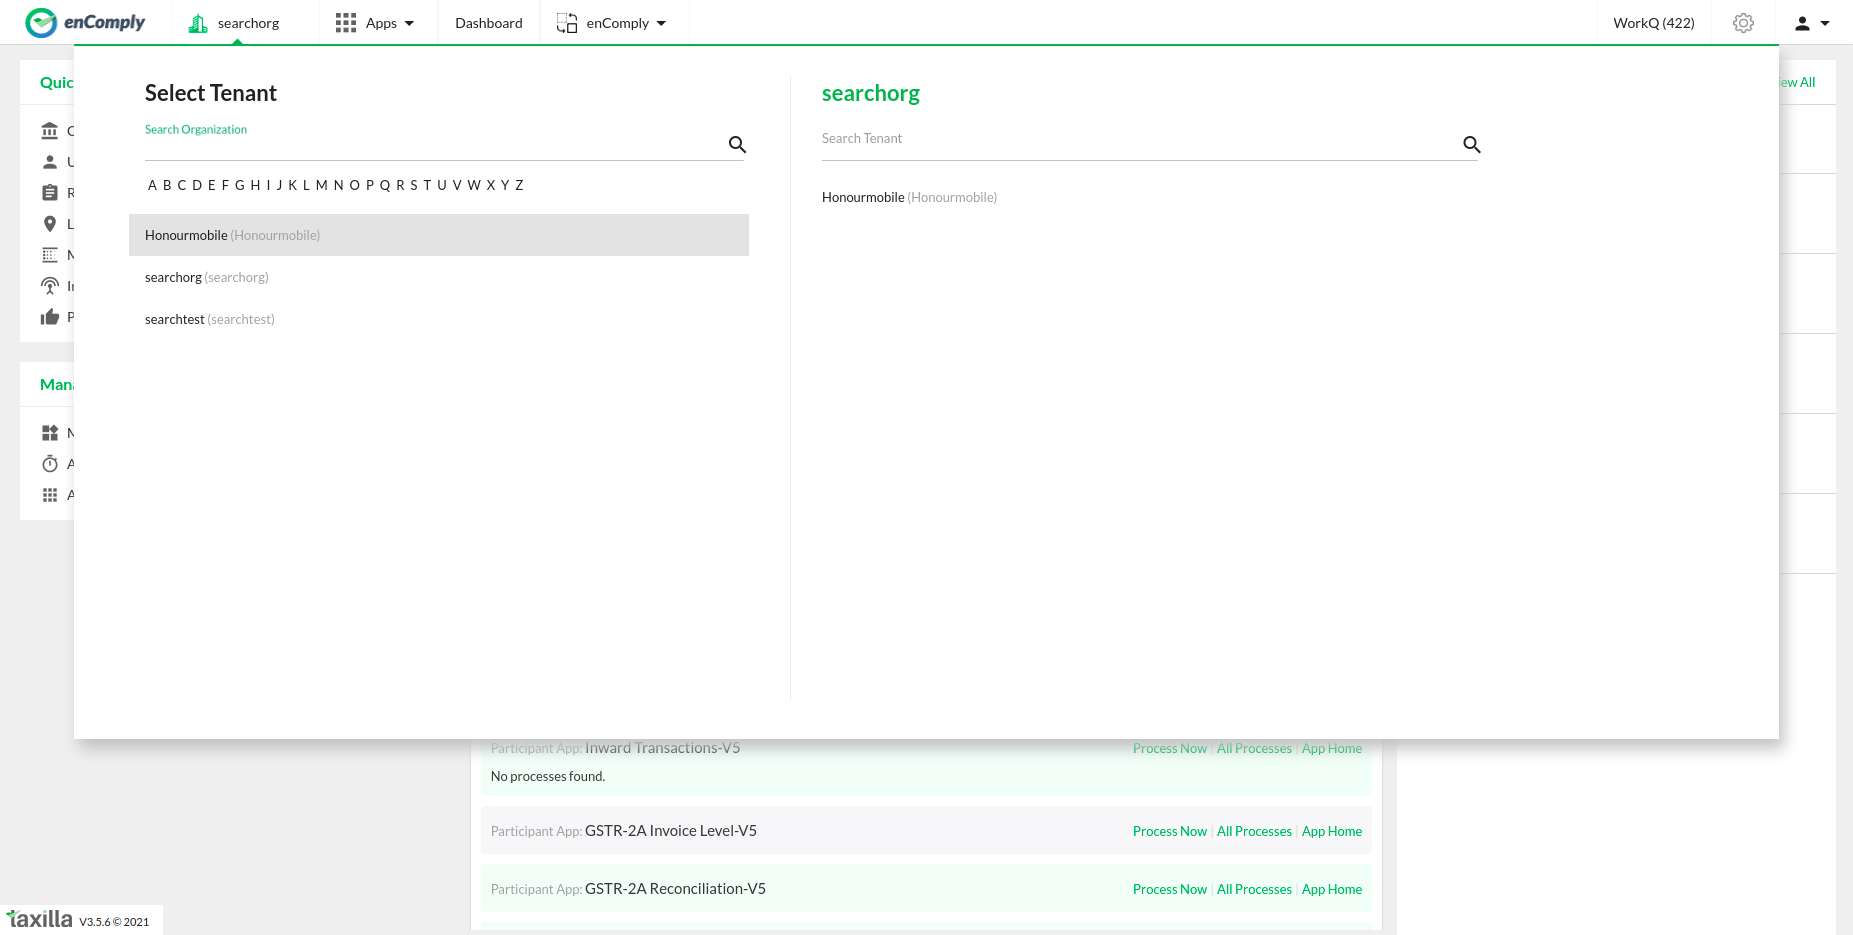 enComply
searchorg
Apps
Dashboard
enComply
WorkQ (422)
Select Tenant
Search Organization
A B C D E F G H I J K L M N O P Q R S T U V W X Y Z
Honourmobile (Honourmobile)
searchorg (searchorg)
searchtest (searchtest)
searchorg
Search Tenant
Honourmobile (Honourmobile)
All
Participant App: Inward Transactions-V5
Process Now | All Processes | App Home
No processes found.
Participant App: GSTR-2A Invoice Level-V5
Process Now | All Processes | App Home
Participant App: GSTR-2A Reconciliation-V5
Process Now | All Processes | App Home
taxilla V3.5.6 © 2021